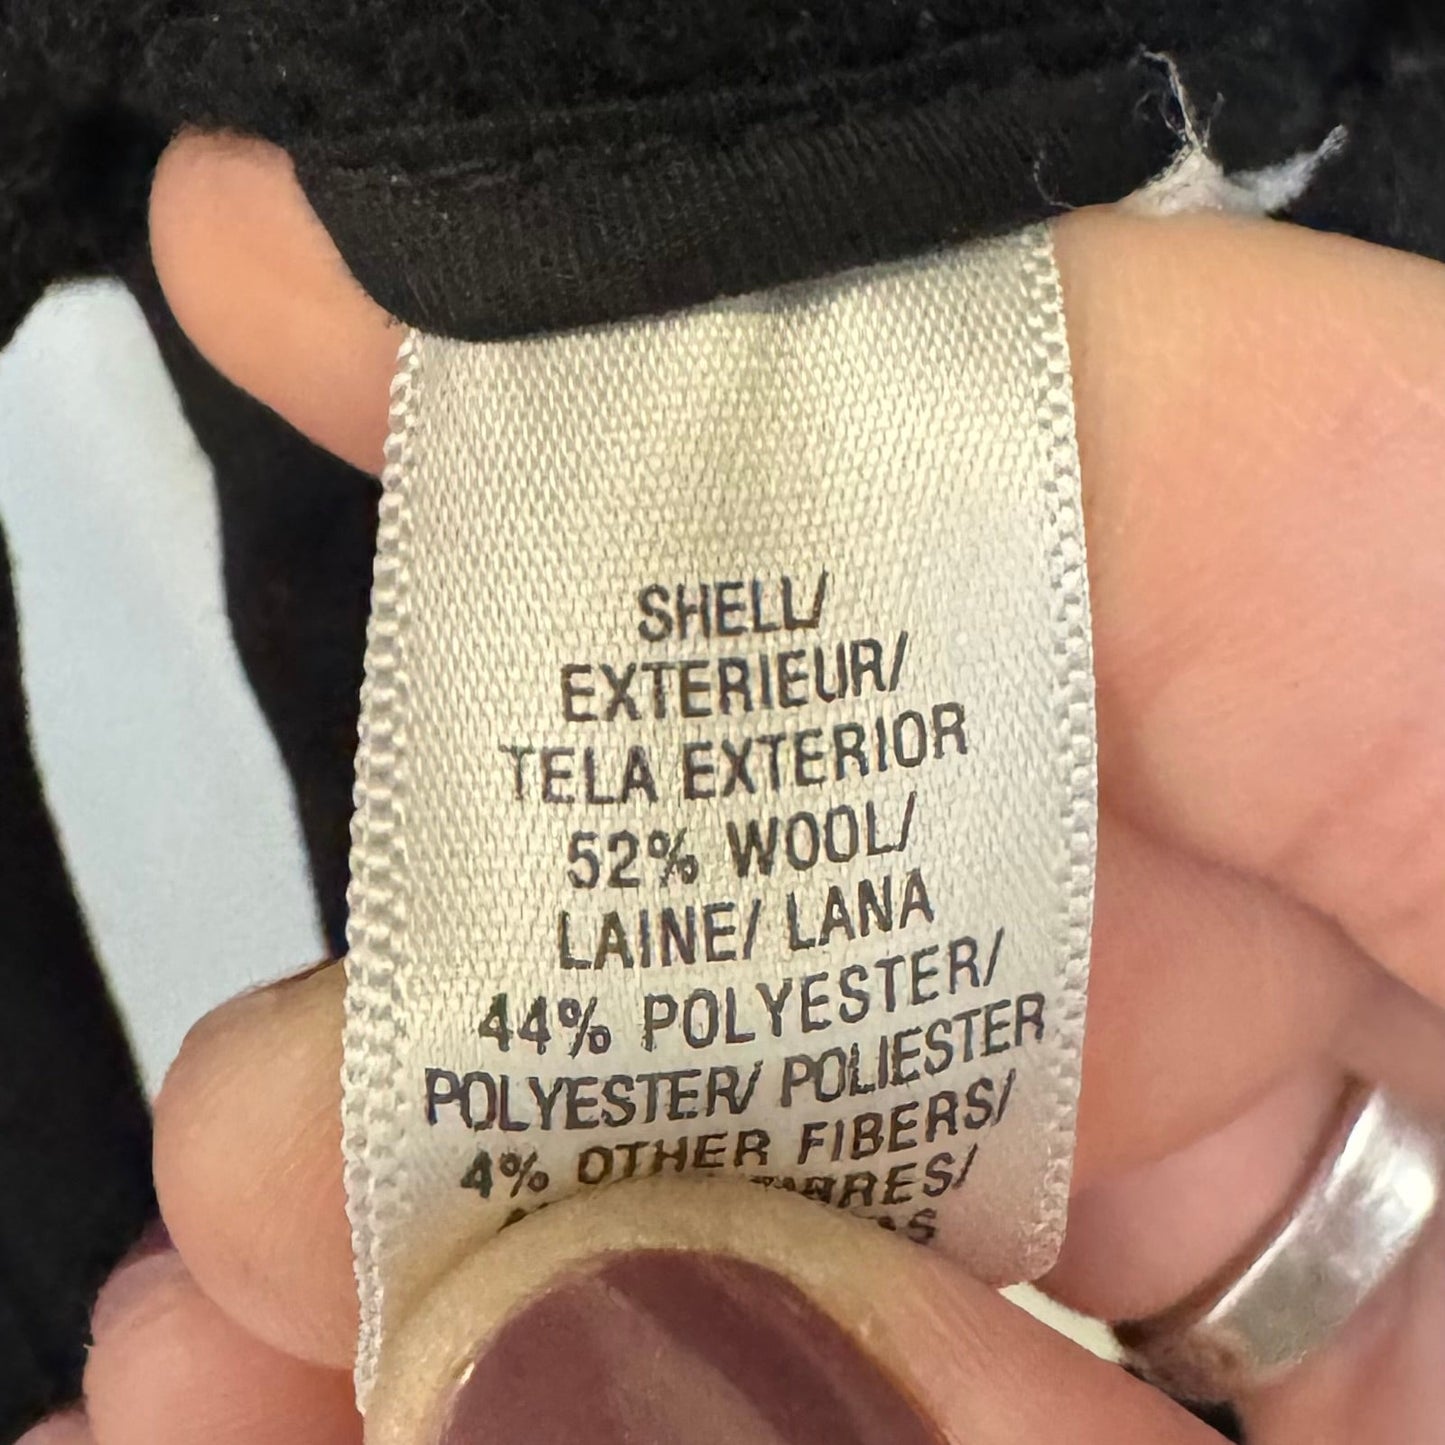 SHELL/
EXTERIEUR/
TELA EXTERIOR
52% WOOL/
LAINE/ LANA
44% POLYESTER/
POLYESTER/ POLIESTER
4% OTHER FIBERS/